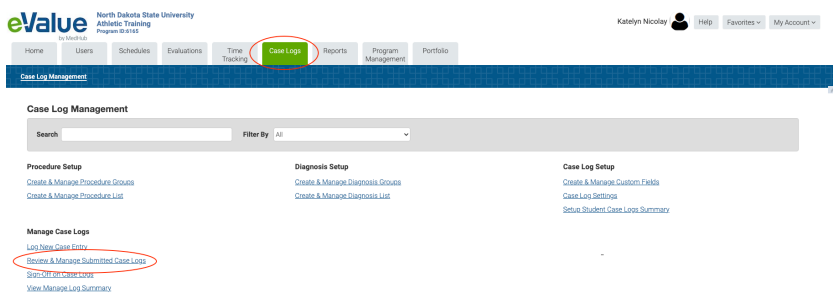 eValue
by MedHub
North Dakota State University
Athletic Training
Program ID:6165
Katelyn Nicolay
Help
Favorites
My Account
Home
Users
Schedules
Evaluations
Time Tracking
Case Logs
Reports
Program Management
Portfolio
Case Log Management
Case Log Management
Search
Filter By
All
Procedure Setup
Create & Manage Procedure Groups
Create & Manage Procedure List
Diagnosis Setup
Create & Manage Diagnosis Groups
Create & Manage Diagnosis List
Case Log Setup
Create & Manage Custom Fields
Case Log Settings
Setup Student Case Logs Summary
Manage Case Logs
Log New Case Entry
Review & Manage Submitted Case Logs
Sign-Off on Case Logs
View Manage Log Summary